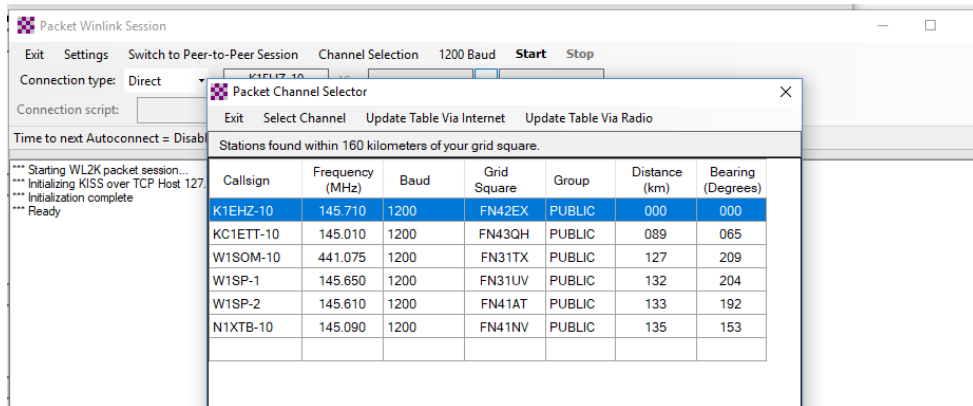 Packet Winlink Session
Exit Settings Switch to Peer-to-Peer Session Channel Selection 1200 Baud Start Stop
Connection type: Direct
Connection script:
Time to next Autoconnect = Disabl
*** Starting WL2K packet session...
*** Initializing KISS over TCP Host 127.
*** Initialization complete
*** Ready
Packet Channel Selector
Exit Select Channel Update Table Via Internet Update Table Via Radio
Stations found within 160 kilometers of your grid square.
Callsign Frequency (MHz) Baud Grid Square Group Distance (km) Bearing (Degrees)
K1EHZ-10 145.710 1200 FN42EX PUBLIC 000 000
KC1ETT-10 145.010 1200 FN43QH PUBLIC 089 065
W1SOM-10 441.075 1200 FN31TX PUBLIC 127 209
W1SP-1 145.650 1200 FN31UV PUBLIC 132 204
W1SP-2 145.610 1200 FN41AT PUBLIC 133 192
N1XTB-10 145.090 1200 FN41NV PUBLIC 135 153